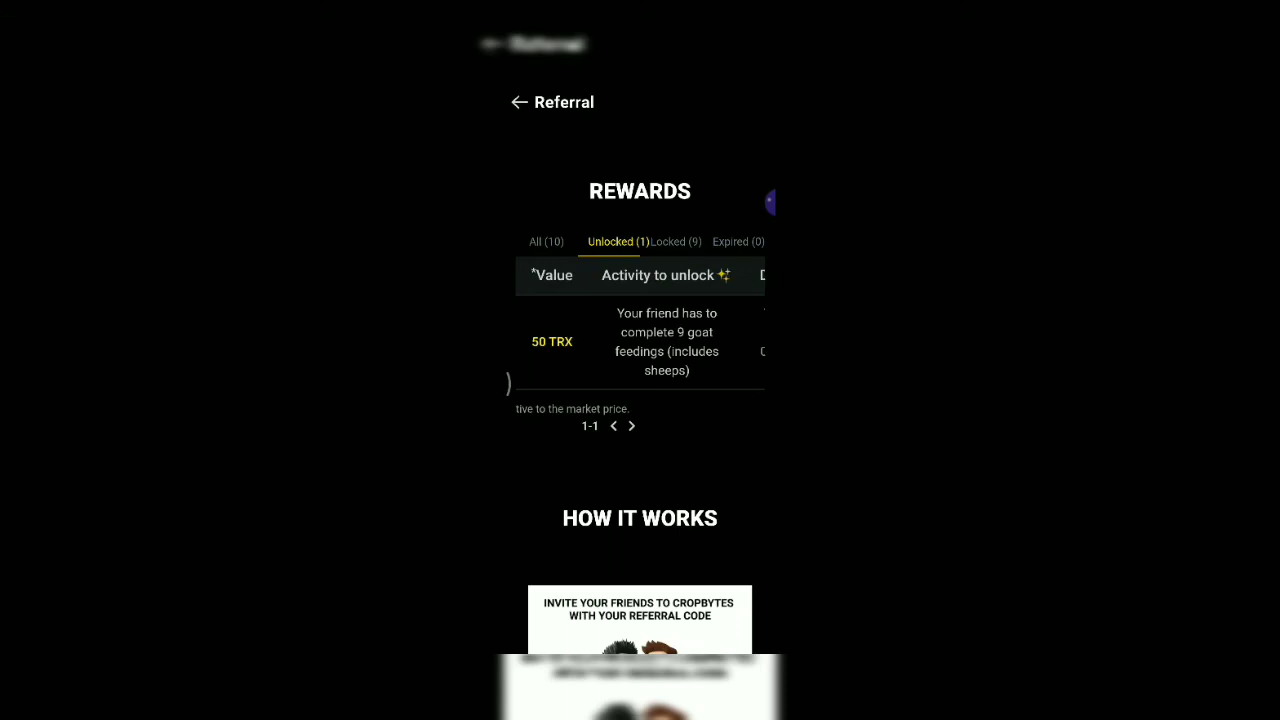 Referral
REWARDS
All (10) Unlocked (1) Locked (9) Expired (0)
*Value Activity to unlock
Your friend has to
complete 9 goat
50 TRX
feedings (includes
sheeps)
tive to the market price.
1-1
HOW IT WORKS
INVITE YOUR FRIENDS TO CROPBYTES
WITH YOUR REFERRAL CODE